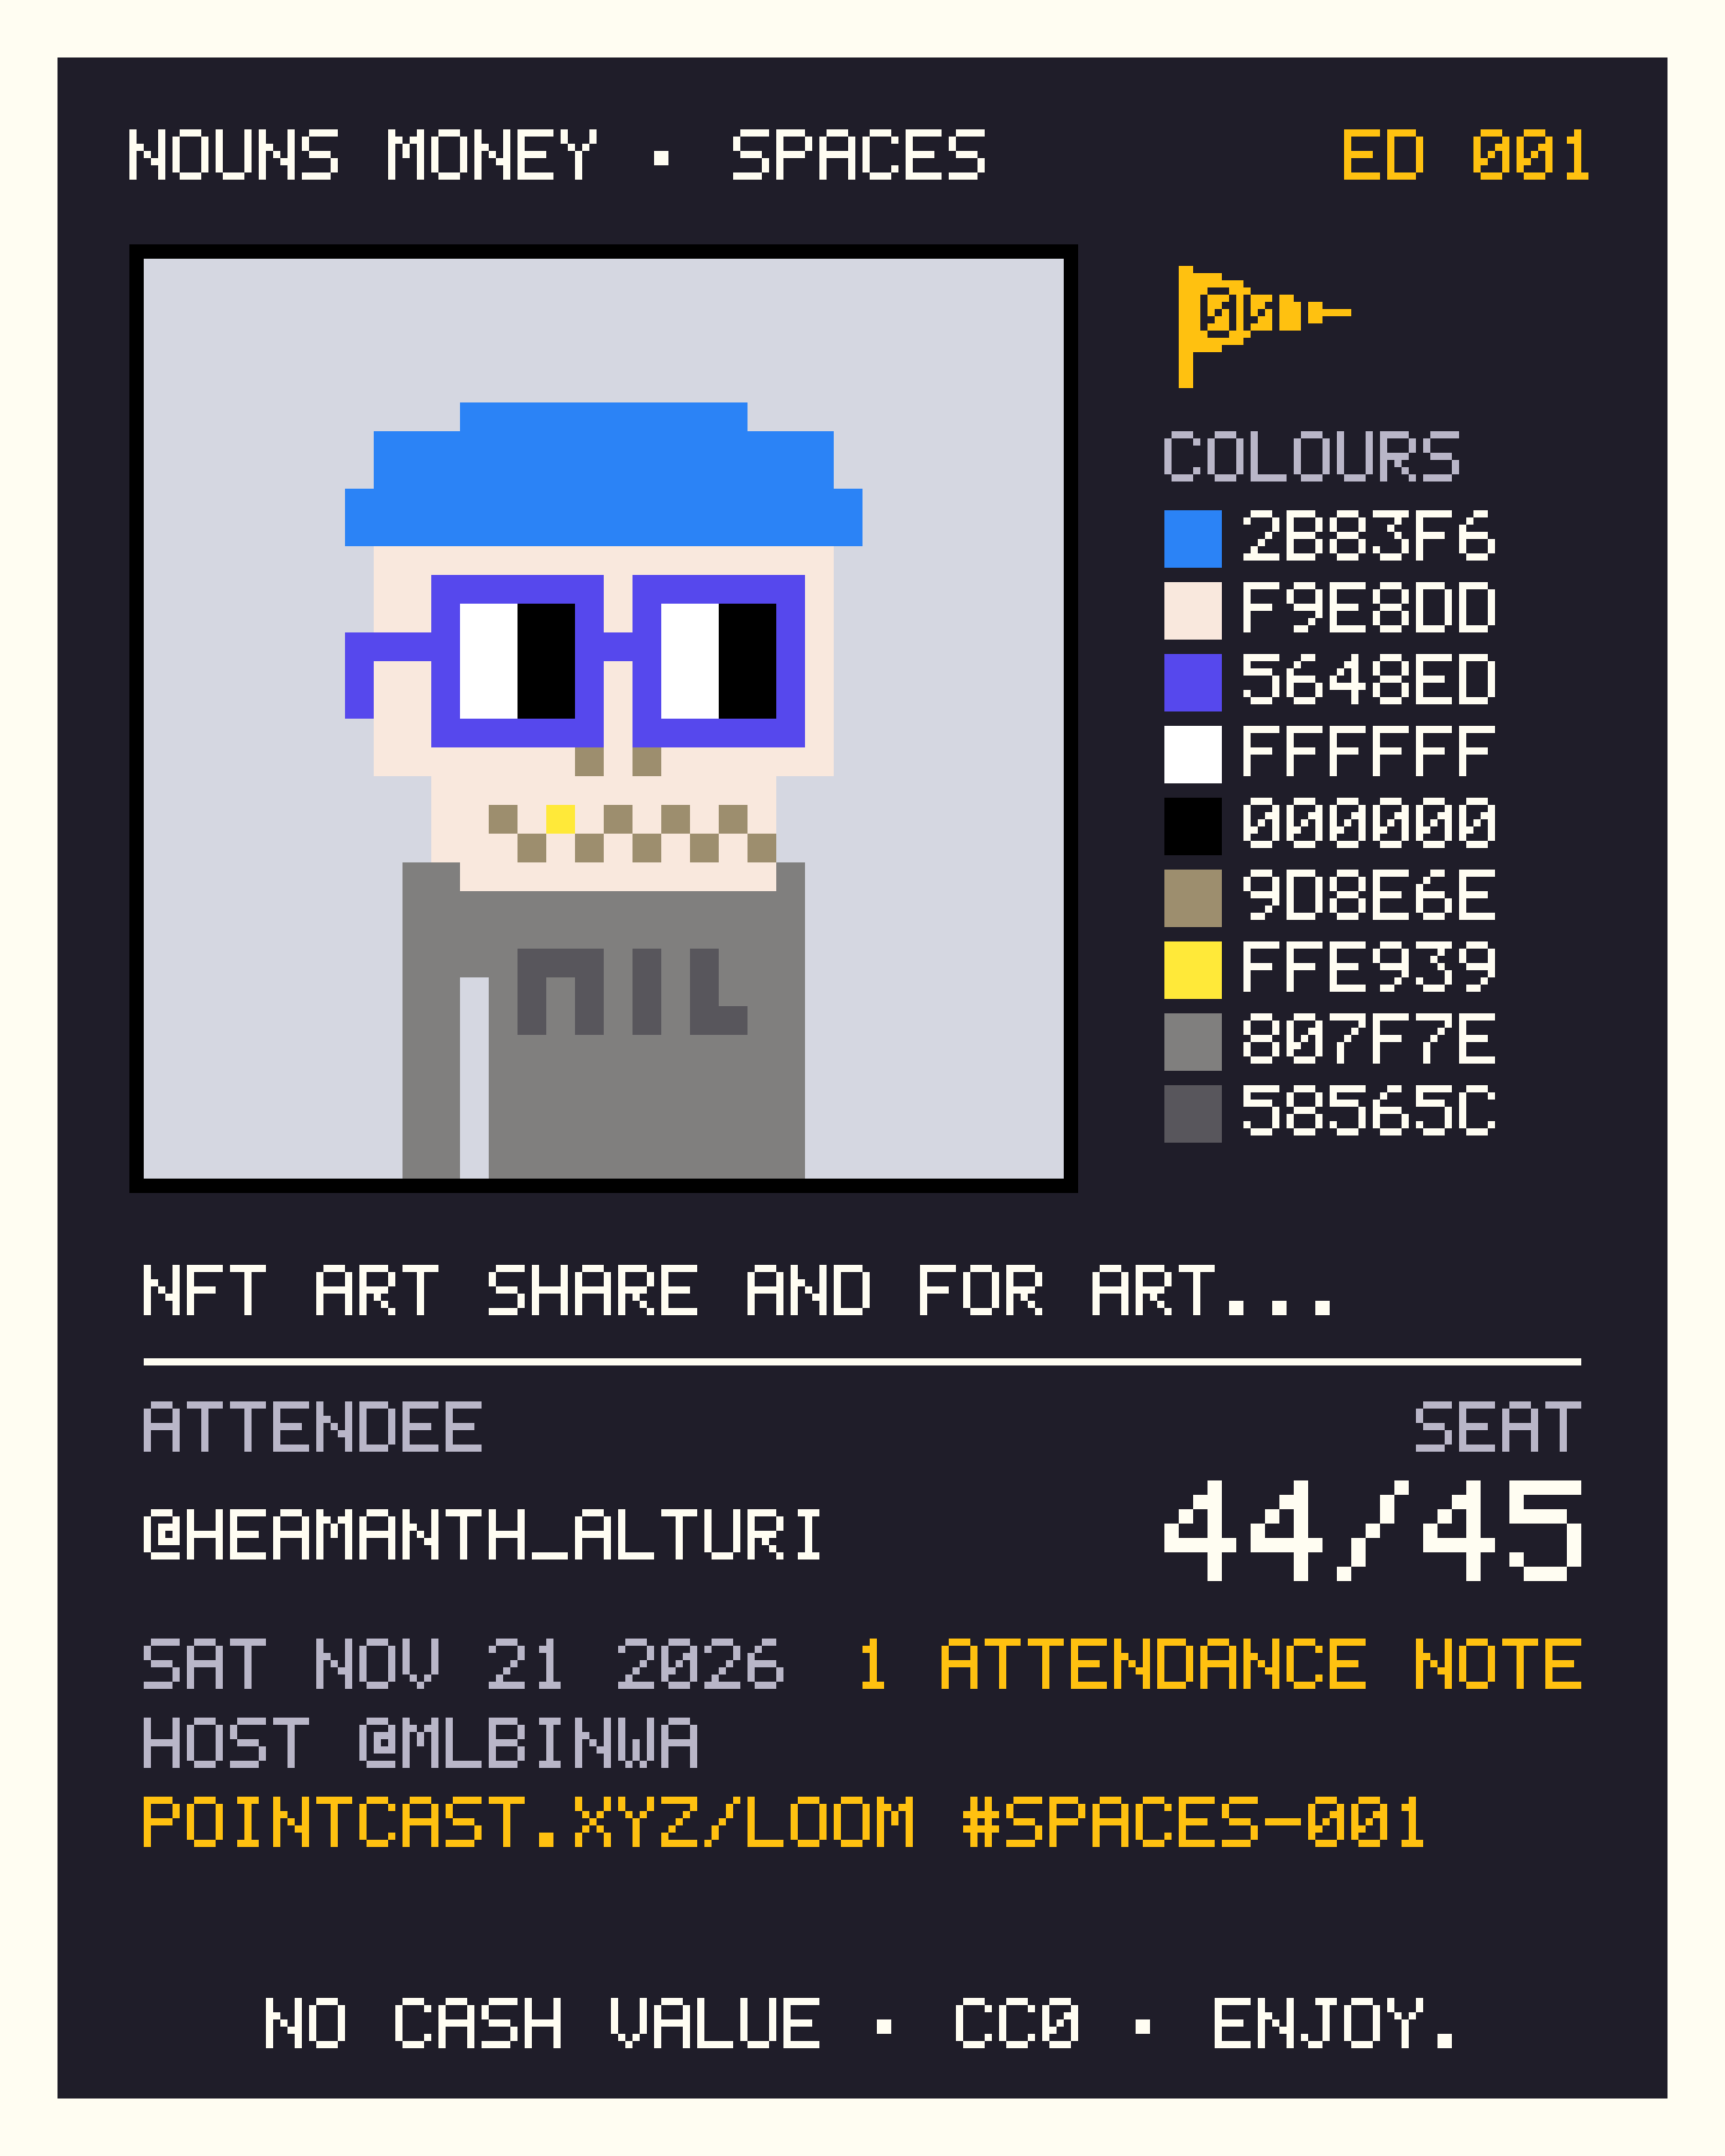 NOUNS MONEY · SPACES
ED 001
COLOURS
2B83F6
F9E8DD
5648ED
FFFFFF
000000
9D8E6E
FFE939
807F7E
58565C
NIL
NFT ART SHARE AND FOR ART...
ATTENDEE
SEAT
@HEAMANTH_ALTURI
44/45
SAT NOV 21 2026
1 ATTENDANCE NOTE
HOST @MLBINWA
POINTCAST.XYZ/LOOM #SPACES-001
NO CASH VALUE · CC0 · ENJOY.